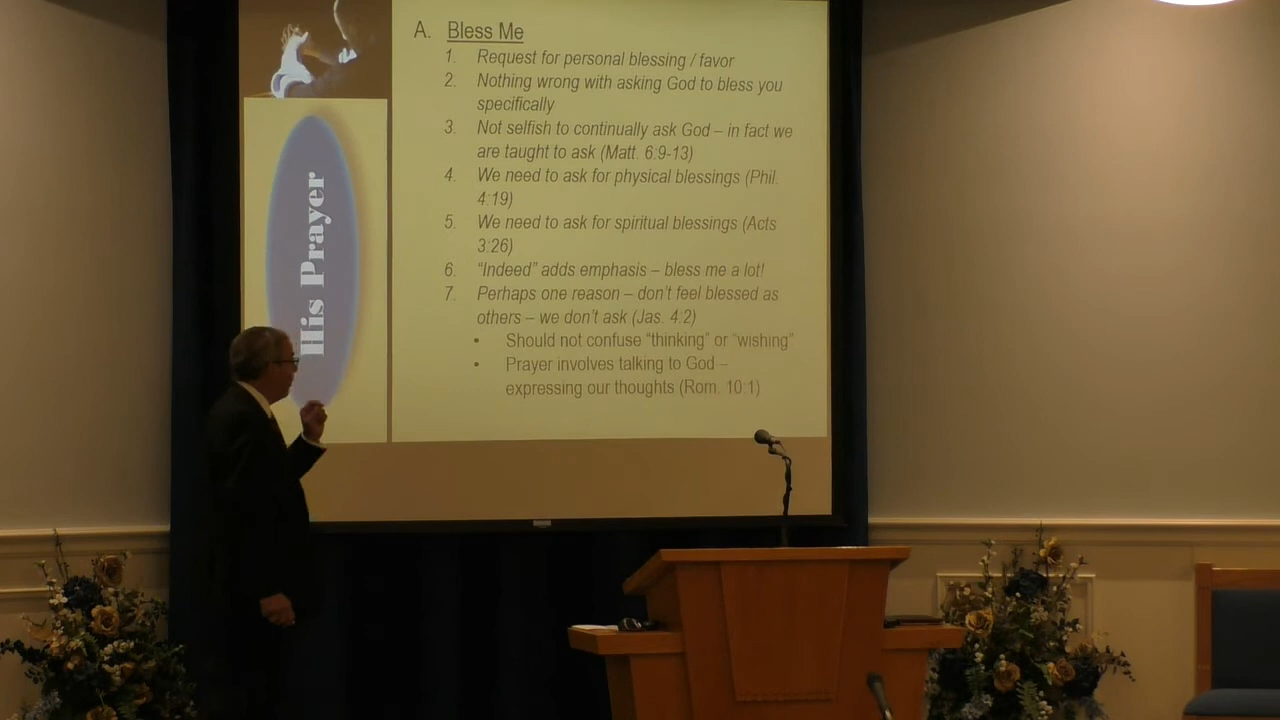 A. Bless Me
1. Request for personal blessing / favor
2. Nothing wrong with asking God to bless you
specifically
3. Not selfish to continually ask God – in fact we
are taught to ask (Matt. 6:9-13)
4. We need to ask for physical blessings (Phil.
4:19)
5. We need to ask for spiritual blessings (Acts
3:26)
6. “Indeed” adds emphasis – bless me a lot!
7. Perhaps one reason – don’t feel blessed as
others – we don’t ask (Jas. 4:2)
• Should not confuse “thinking” or “wishing”
• Prayer involves talking to God –
expressing our thoughts (Rom. 10:1)
His Prayer